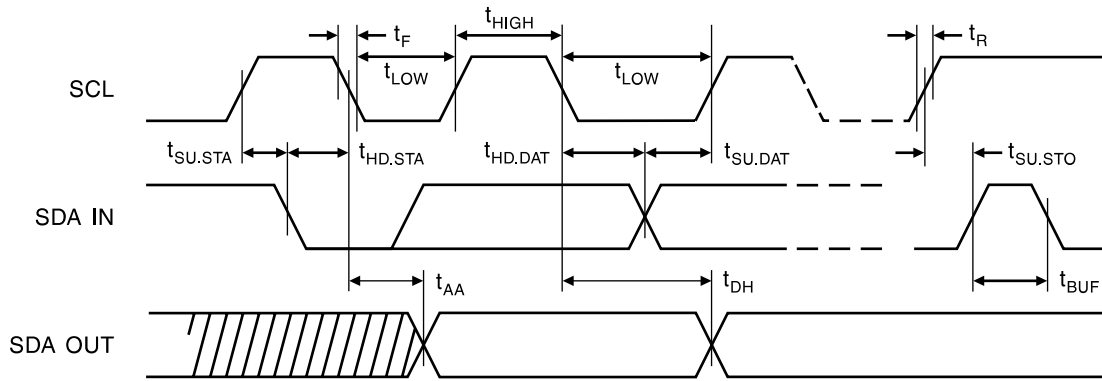 tHIGH
tF
tR
tLOW
tLOW
SCL
tSU.STA
tHD.STA
tHD.DAT
tSU.DAT
tSU.STO
SDA IN
tAA
tDH
tBUF
SDA OUT